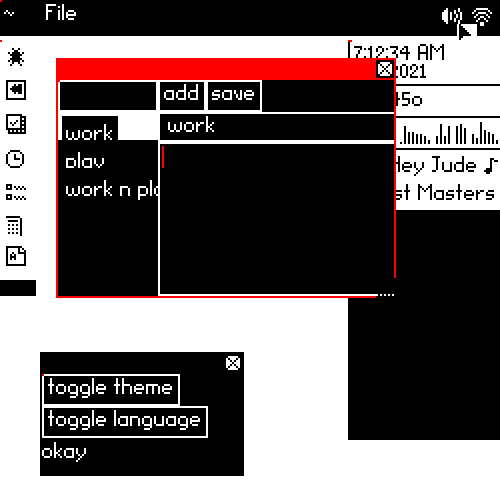 ~ File
7:12:34 AM
2021
45o
add save
work
work
play
work n pla
Hey Jude ♪
st Masters
toggle theme
toggle language
okay